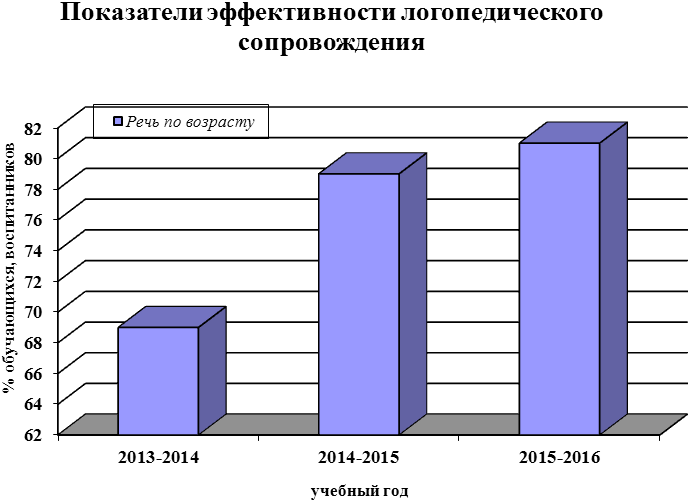 Показатели эффективности логопедического
сопровождения
Речь по возрасту
% обучающихся, воспитанников
82
80
78
76
74
72
70
68
66
64
62
2013-2014
2014-2015
2015-2016
учебный год